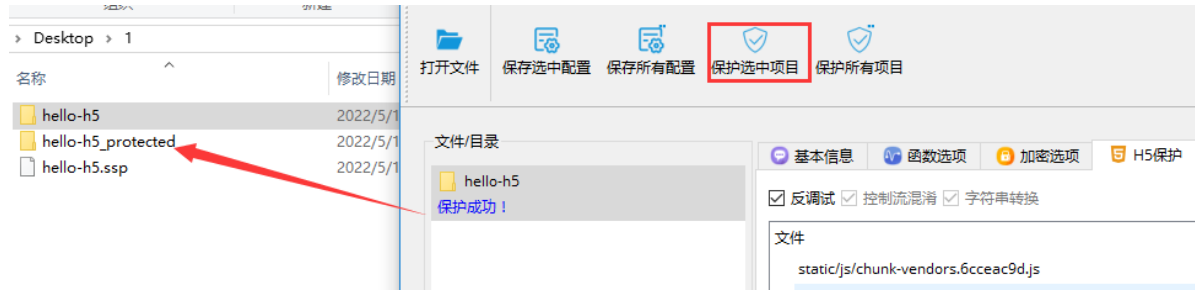 组织
新建
Desktop > 1
名称
修改日期
hello-h5
2022/5/1
hello-h5_protected
2022/5/1
hello-h5.ssp
2022/5/1
打开文件
保存选中配置
保存所有配置
保护选中项目
保护所有项目
文件/目录
hello-h5
保护成功！
基本信息
函数选项
加密选项
H5保护
反调试
控制流混淆
字符串转换
文件
static/js/chunk-vendors.6cceac9d.js